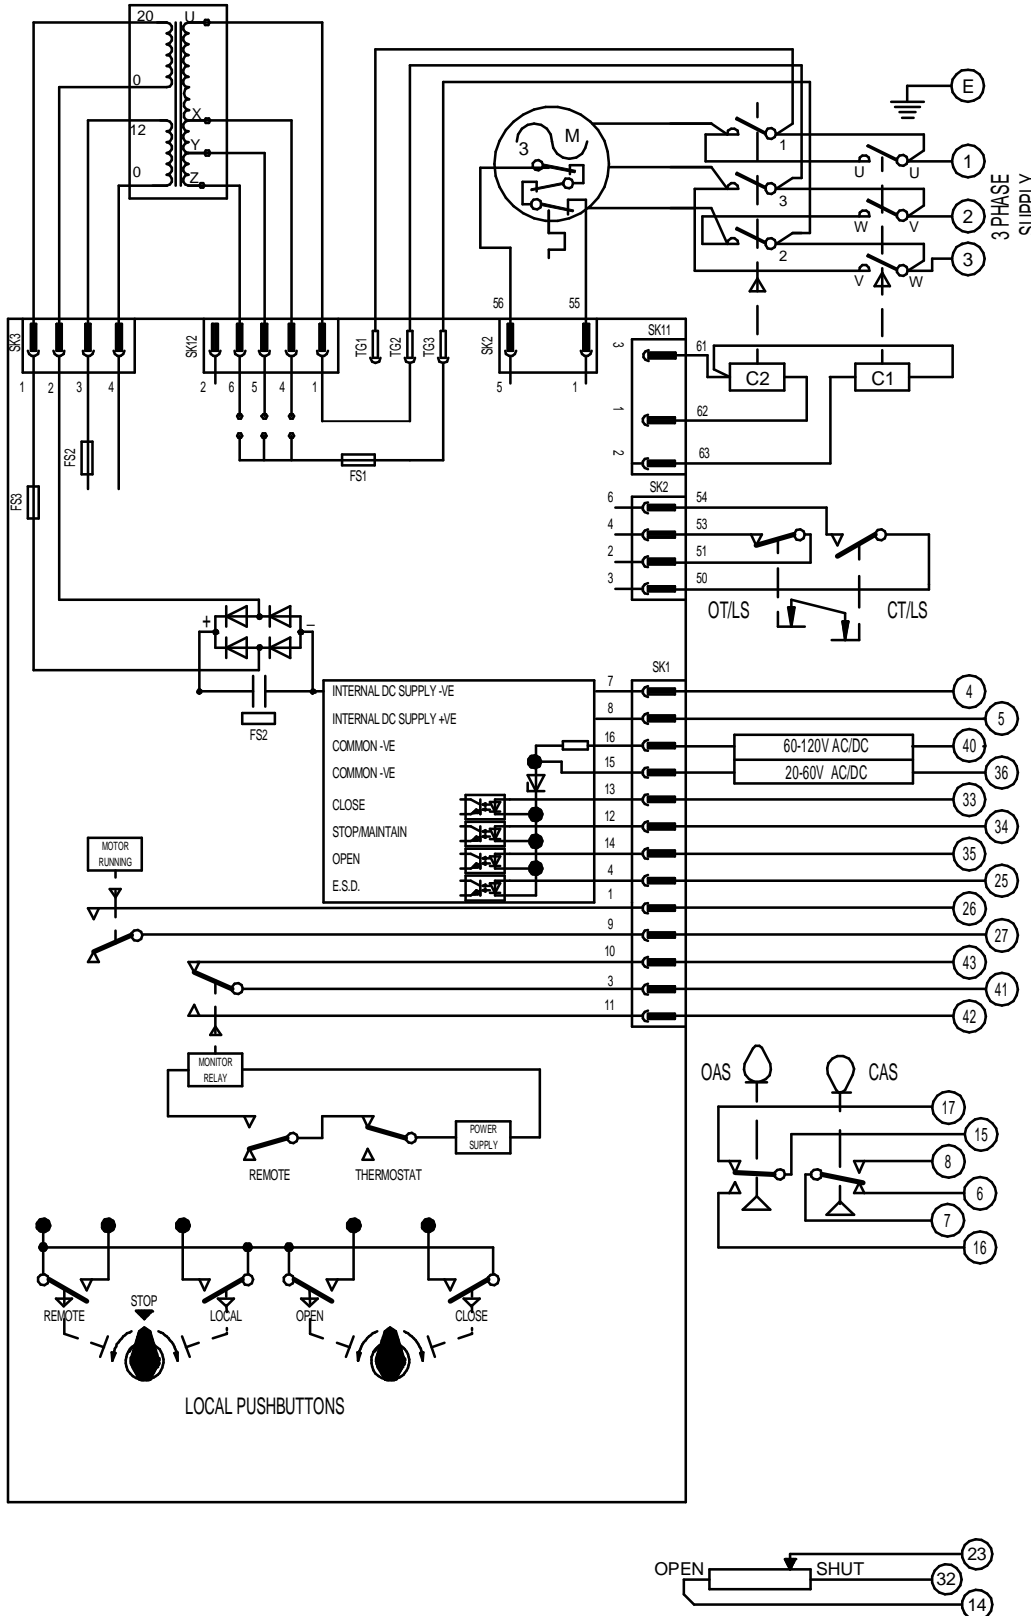 20
U
0
X
12
Y
0
Z
3
M
1
3
2
U
U
W
V
V
W
E
1
2
3
3 PHASE
SUPPLY
SK3
1
2
3
4
SK12
2
6
5
4
1
TG1
TG2
TG3
56
55
SK2
5
1
SK11
3
61
1
62
2
63
C2
C1
FS2
FS3
FS1
SK2
6
54
4
53
2
51
3
50
OT/LS
CT/LS
+
–
FS2
SK1
INTERNAL DC SUPPLY -VE
7
4
INTERNAL DC SUPPLY +VE
8
5
COMMON -VE
16
60-120V AC/DC
40
COMMON -VE
15
20-60V AC/DC
36
CLOSE
13
33
STOP/MAINTAIN
12
34
OPEN
14
35
E.S.D.
4
25
MOTOR
RUNNING
1
26
9
27
10
43
3
41
11
42
MONITOR
RELAY
REMOTE
THERMOSTAT
POWER
SUPPLY
OAS
CAS
17
15
8
6
7
16
REMOTE
STOP
LOCAL
OPEN
CLOSE
LOCAL PUSHBUTTONS
OPEN
SHUT
23
32
14